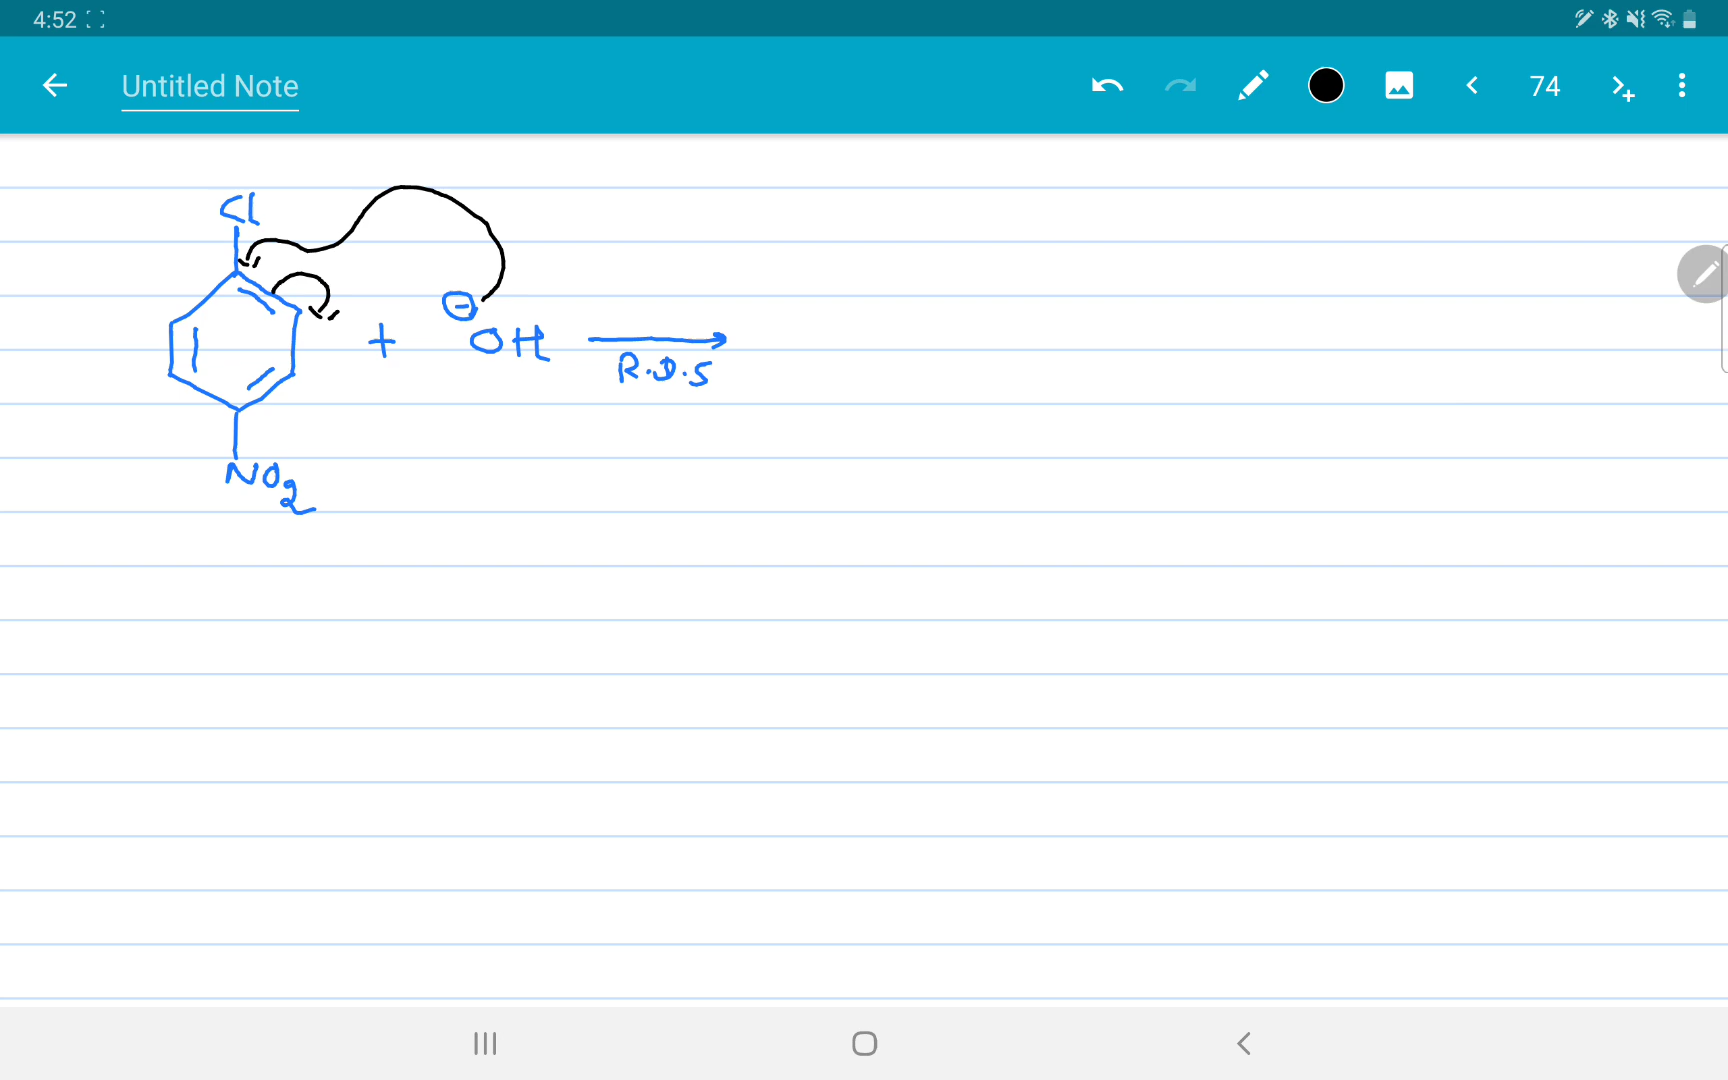 4:52
Untitled Note
74
Cl
+ ⊖OH
R.D.S
NO₂